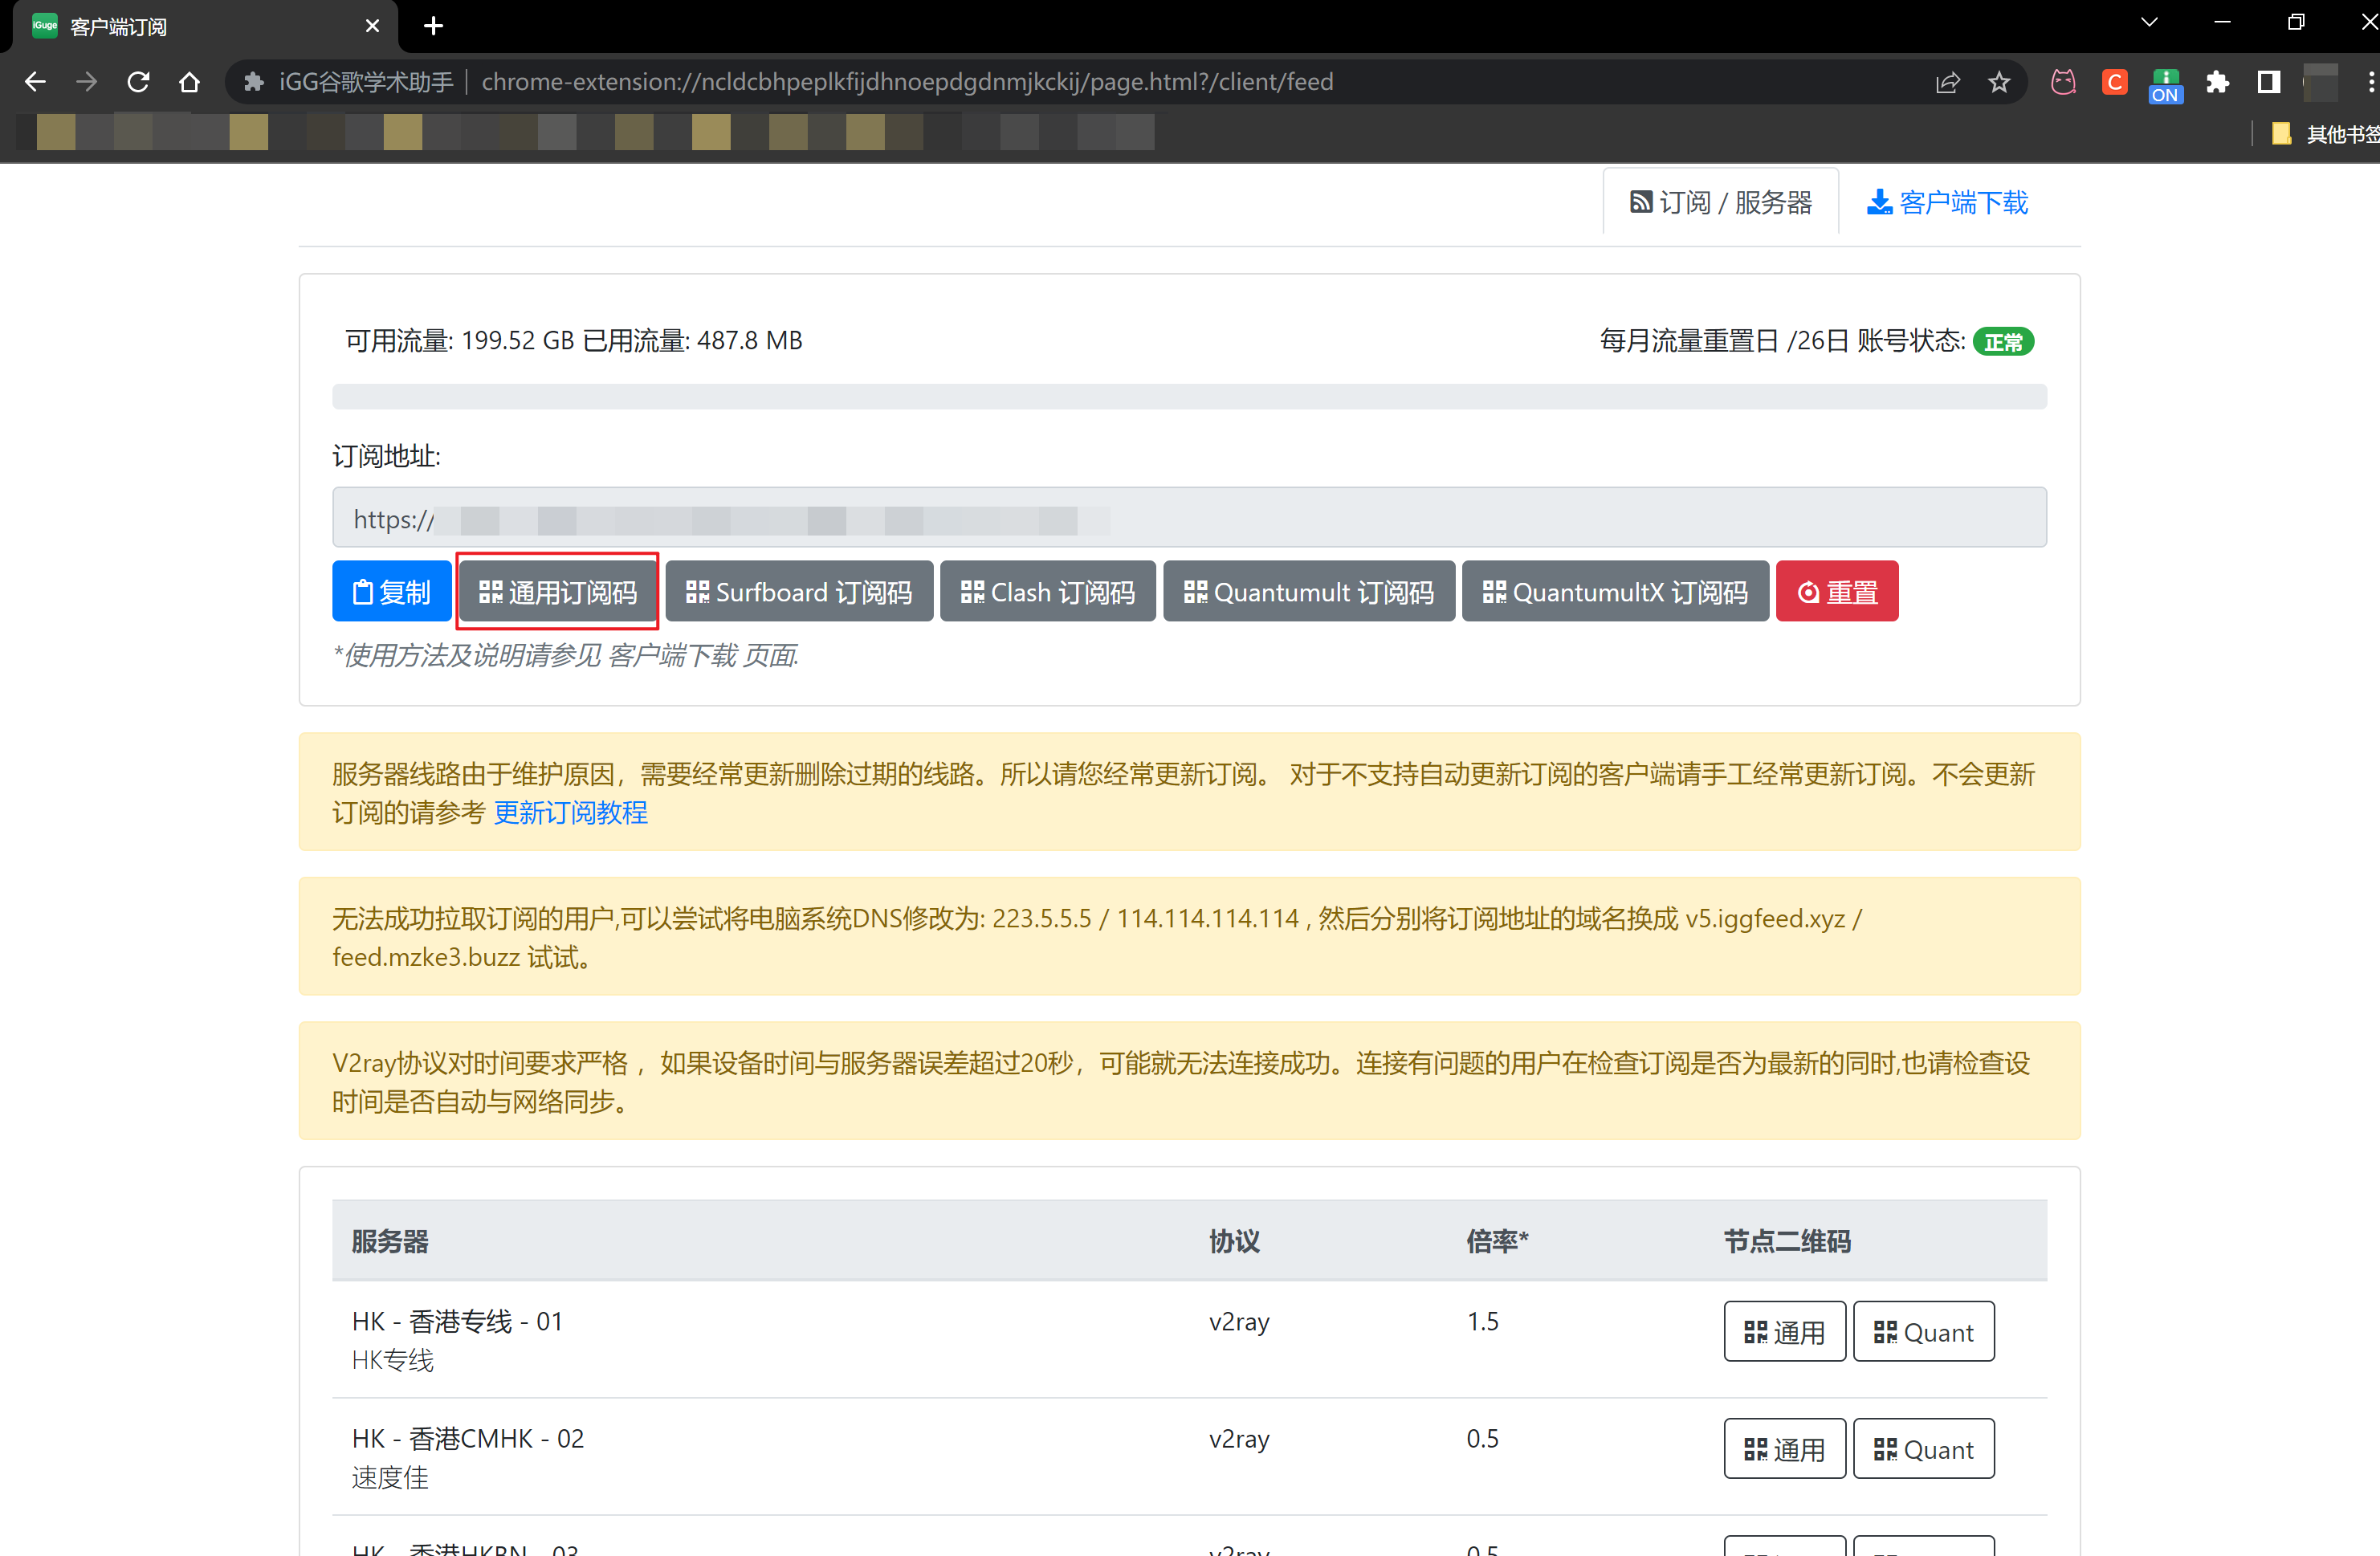 iGuge 客户端订阅
iGG谷歌学术助手 chrome-extension://ncldcbhpeplkfijdhnoepdgdnmjkckij/page.html?/client/feed
C
ON
其他书签
订阅 / 服务器 客户端下载
可用流量: 199.52 GB 已用流量: 487.8 MB
每月流量重置日 /26日 账号状态: 正常
订阅地址:
https://
复制 通用订阅码 Surfboard 订阅码 Clash 订阅码 Quantumult 订阅码 QuantumultX 订阅码 重置
*使用方法及说明请参见 客户端下载 页面.
服务器线路由于维护原因，需要经常更新删除过期的线路。所以请您经常更新订阅。 对于不支持自动更新订阅的客户端请手工经常更新订阅。不会更新
订阅的请参考 更新订阅教程
无法成功拉取订阅的用户,可以尝试将电脑系统DNS修改为: 223.5.5.5 / 114.114.114.114 , 然后分别将订阅地址的域名换成 v5.iggfeed.xyz /
feed.mzke3.buzz 试试。
V2ray协议对时间要求严格 ，如果设备时间与服务器误差超过20秒，可能就无法连接成功。连接有问题的用户在检查订阅是否为最新的同时,也请检查设
时间是否自动与网络同步。
服务器 协议 倍率* 节点二维码
HK - 香港专线 - 01 v2ray 1.5 通用 Quant
HK专线
HK - 香港CMHK - 02 v2ray 0.5 通用 Quant
速度佳
HK - 香港HKBN - 03 v2ray 0.5